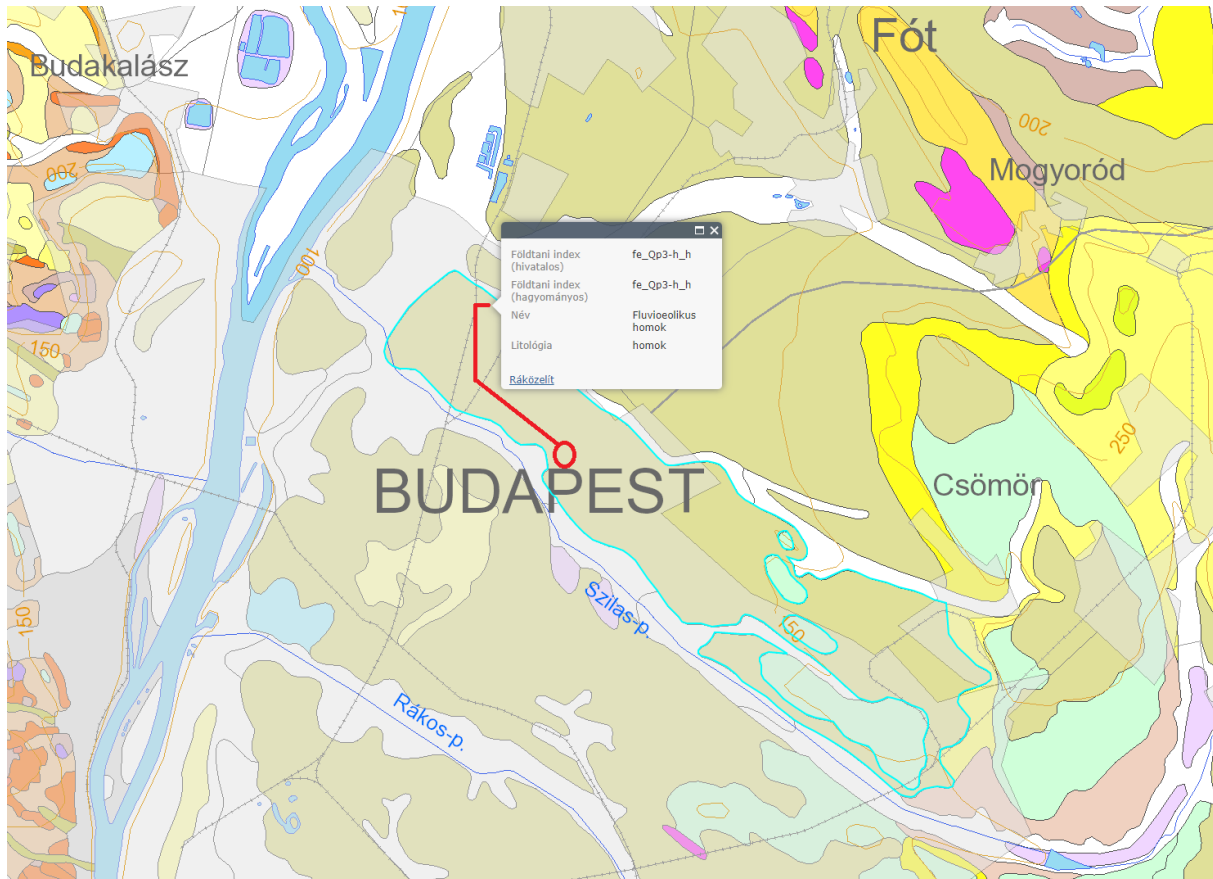 Fót
Budakalász
100
200
Mogyoród
200
100
Földtani index
(hivatalos)
fe_Qp3-h_h
Földtani index
(hagyományos)
fe_Qp3-h_h
Név
Fluvioeolikus
homok
Litológia
homok
Ráközelít
150
250
Csömör
BUDAPEST
Szilas-p.
150
150
Rákos-p.